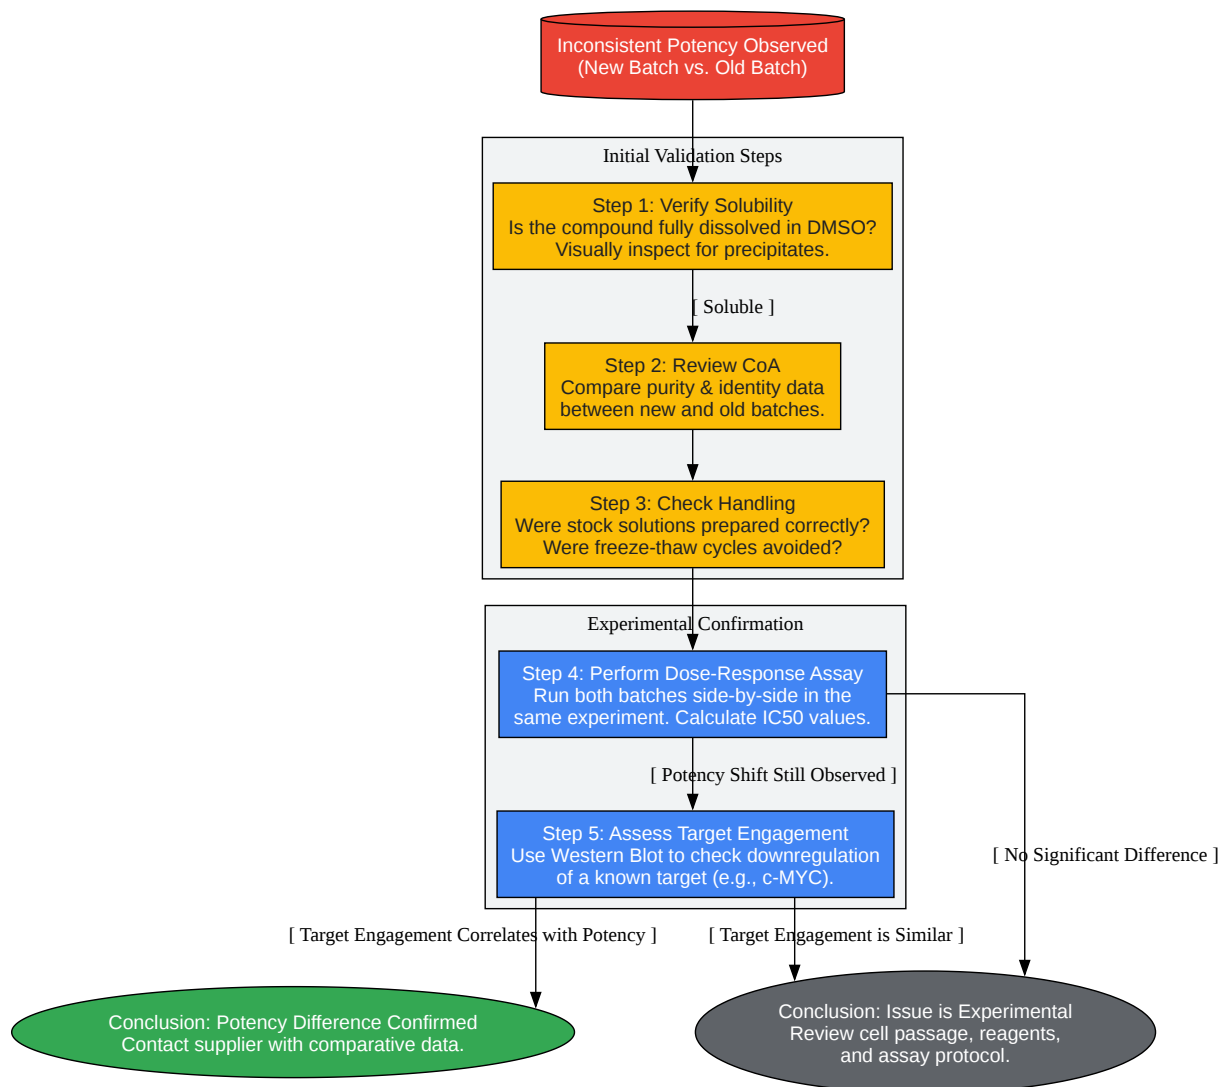 Inconsistent Potency Observed
(New Batch vs. Old Batch)
Initial Validation Steps
Step 1: Verify Solubility
Is the compound fully dissolved in DMSO?
Visually inspect for precipitates.
[ Soluble ]
Step 2: Review CoA
Compare purity & identity data
between new and old batches.
Step 3: Check Handling
Were stock solutions prepared correctly?
Were freeze-thaw cycles avoided?
Experimental Confirmation
Step 4: Perform Dose-Response Assay
Run both batches side-by-side in the
same experiment. Calculate IC50 values.
[ Potency Shift Still Observed ]
Step 5: Assess Target Engagement
Use Western Blot to check downregulation
of a known target (e.g., c-MYC).
[ No Significant Difference ]
[ Target Engagement Correlates with Potency ]
[ Target Engagement is Similar ]
Conclusion: Potency Difference Confirmed
Contact supplier with comparative data.
Conclusion: Issue is Experimental
Review cell passage, reagents,
and assay protocol.